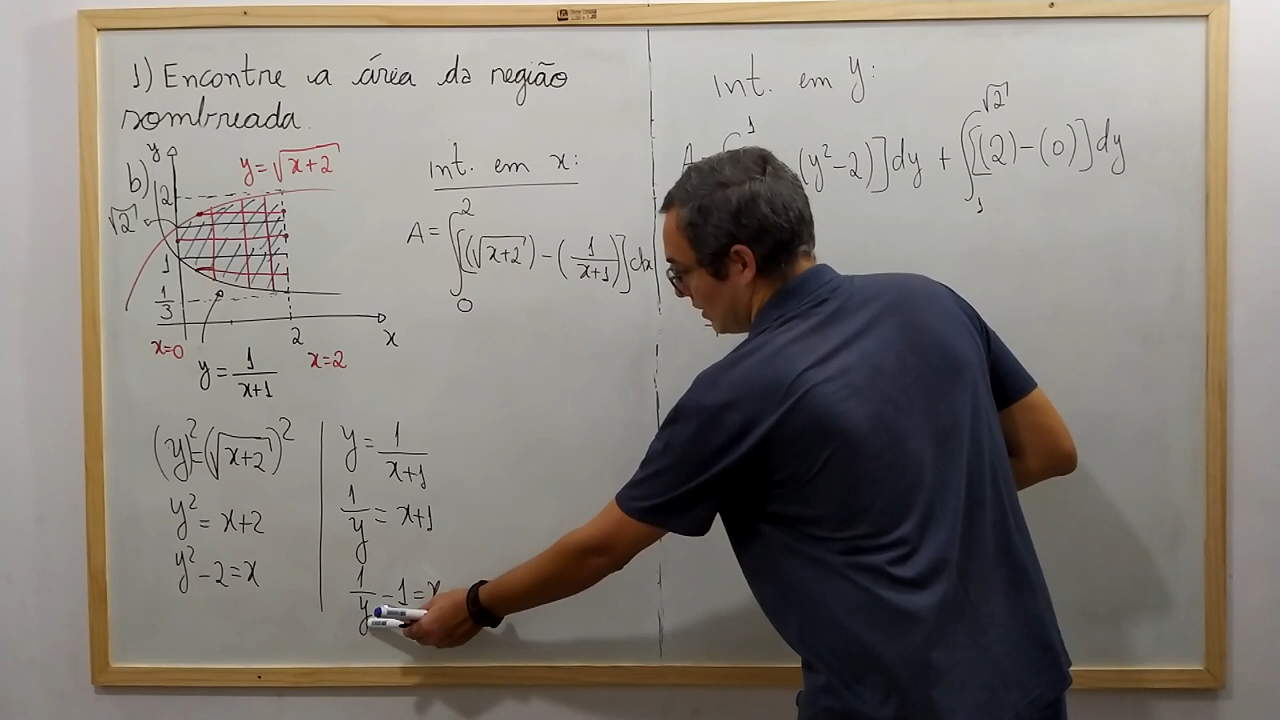 1) Encontre a área da região
sombreada.
b)
y
y=√(x+2)
2
√2
1
1/3
2
x
x=0
x=2
y = 1/(x+1)
Int. em x:
A = ∫₀² [(√(x+2)) − (1/(x+1))]dx
(y)²=(√(x+2))²
y² = x+2
y² − 2 = x
y = 1/(x+1)
1/y = x+1
1/y − 1 = x
Int. em y:
A
1
(y²−2)]dy + ∫₁^√2 [(2)−(0)]dy